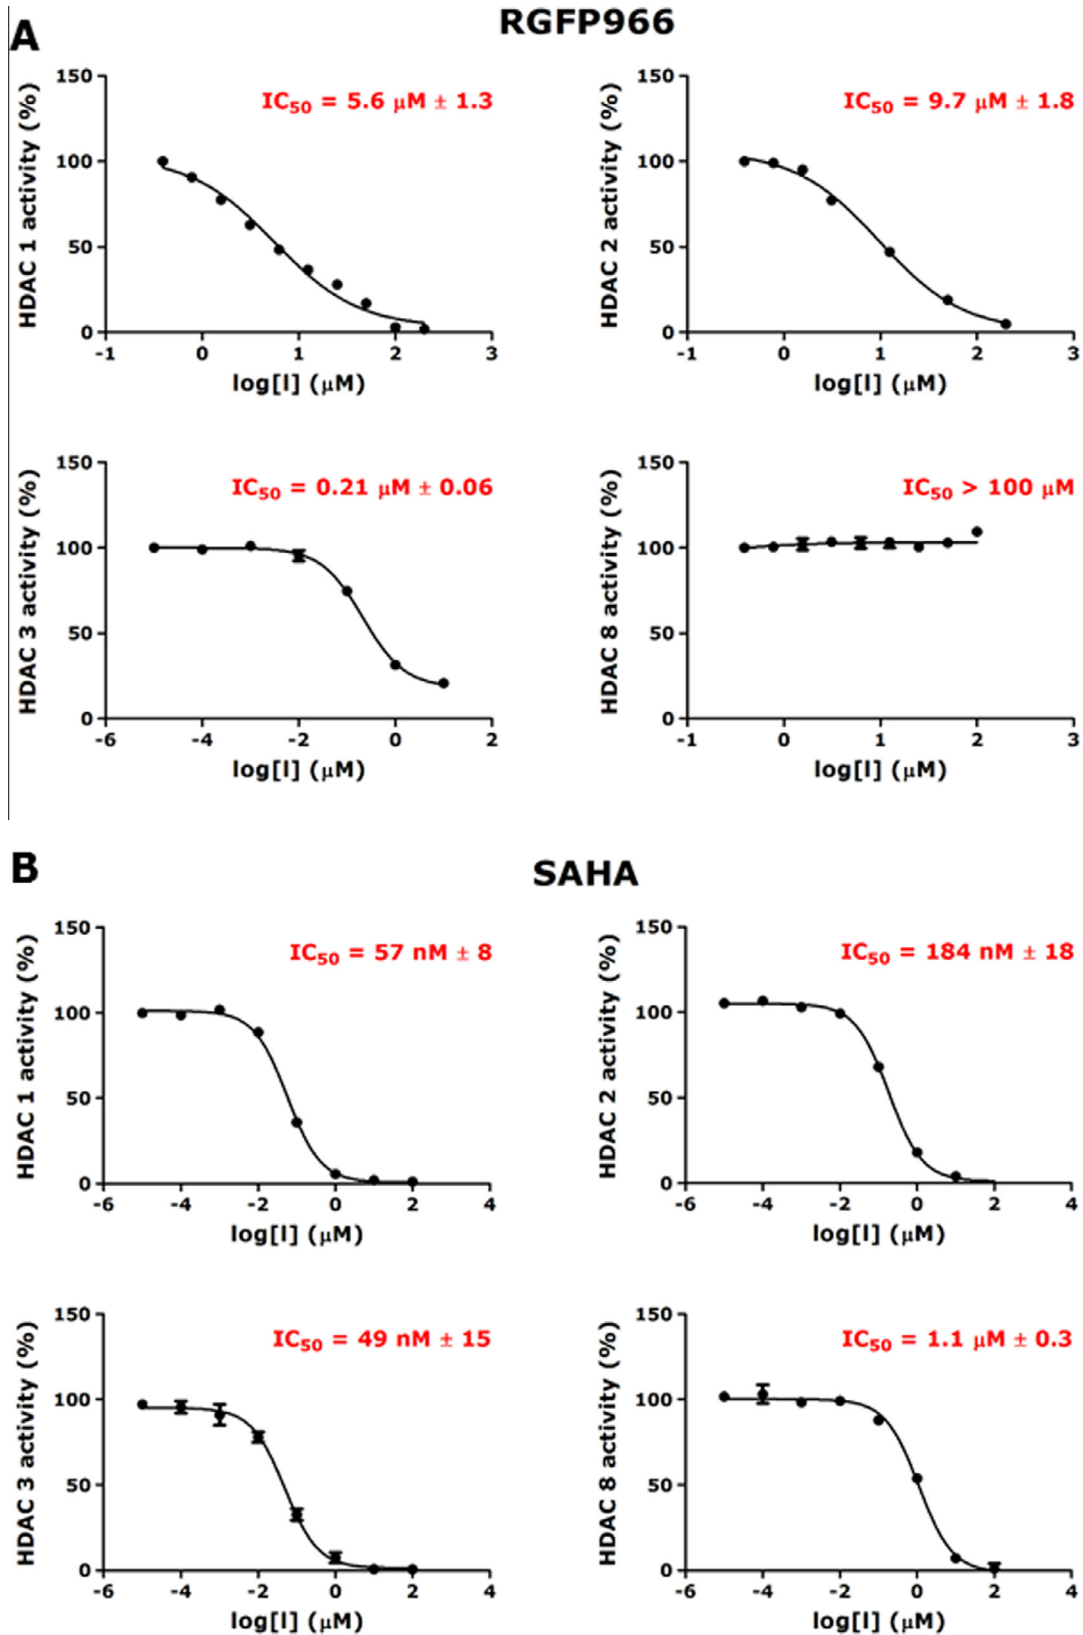 A
RGFP966
IC50 = 5.6 μM ± 1.3
HDAC 1 activity (%)
150
100
50
0
-1 0 1 2 3
log[I] (μM)
IC50 = 9.7 μM ± 1.8
HDAC 2 activity (%)
150
100
50
0
-1 0 1 2 3
log[I] (μM)
IC50 = 0.21 μM ± 0.06
HDAC 3 activity (%)
150
100
50
0
-6 -4 -2 0 2
log[I] (μM)
IC50 > 100 μM
HDAC 8 activity (%)
150
100
50
0
-1 0 1 2 3
log[I] (μM)
B
SAHA
IC50 = 57 nM ± 8
HDAC 1 activity (%)
150
100
50
0
-6 -4 -2 0 2 4
log[I] (μM)
IC50 = 184 nM ± 18
HDAC 2 activity (%)
150
100
50
0
-6 -4 -2 0 2 4
log[I] (μM)
IC50 = 49 nM ± 15
HDAC 3 activity (%)
150
100
50
0
-6 -4 -2 0 2 4
log[I] (μM)
IC50 = 1.1 μM ± 0.3
HDAC 8 activity (%)
150
100
50
0
-6 -4 -2 0 2 4
log[I] (μM)